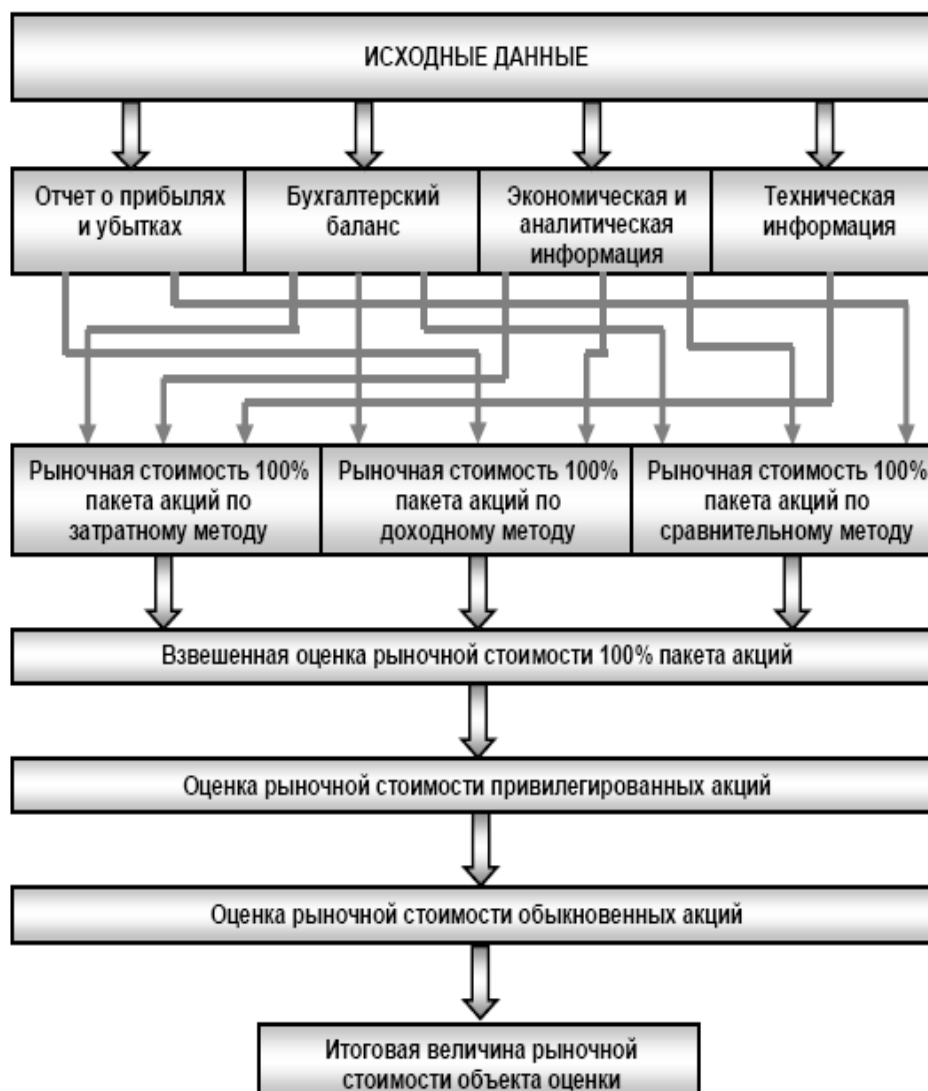 ИСХОДНЫЕ ДАННЫЕ
Отчет о прибылях
и убытках
Бухгалтерский
баланс
Экономическая и
аналитическая
информация
Техническая
информация
Рыночная стоимость 100%
пакета акций по
затратному методу
Рыночная стоимость 100%
пакета акций по
доходному методу
Рыночная стоимость 100%
пакета акций по
сравнительному методу
Взвешенная оценка рыночной стоимости 100% пакета акций
Оценка рыночной стоимости привилегированных акций
Оценка рыночной стоимости обыкновенных акций
Итоговая величина рыночной
стоимости объекта оценки